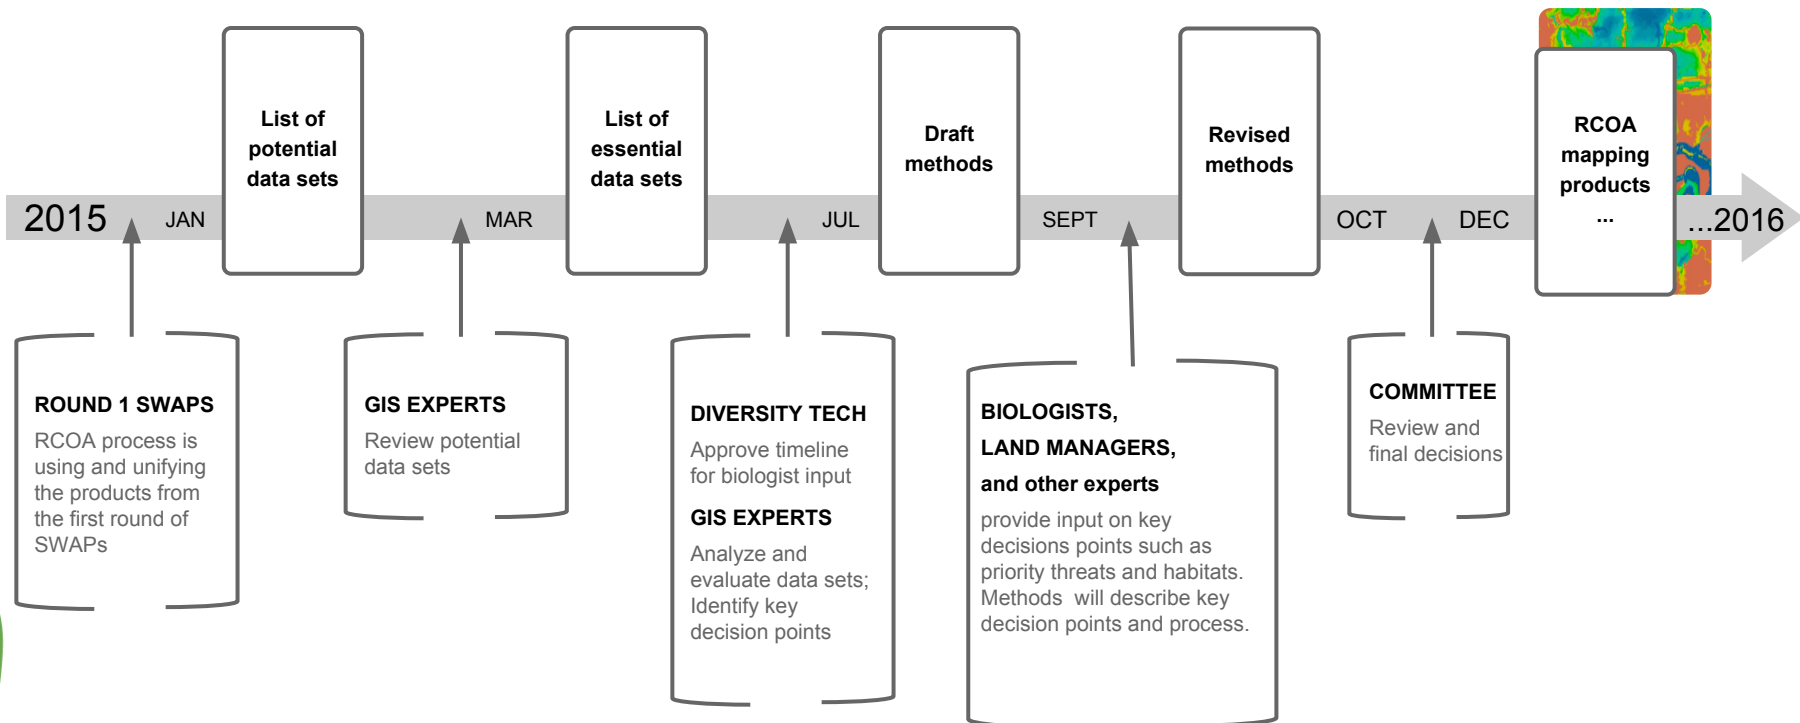 List of
potential
data sets
List of
essential
data sets
Draft
methods
Revised
methods
RCOA
mapping
products
...
2015
JAN
MAR
JUL
SEPT
OCT
DEC
...2016
ROUND 1 SWAPS
RCOA process is
using and unifying
the products from
the first round of
SWAPs
GIS EXPERTS
Review potential
data sets
DIVERSITY TECH
Approve timeline
for biologist input
GIS EXPERTS
Analyze and
evaluate data sets;
Identify key
decision points
BIOLOGISTS,
LAND MANAGERS,
and other experts
provide input on key
decisions points such as
priority threats and habitats.
Methods will describe key
decision points and process.
COMMITTEE
Review and
final decisions